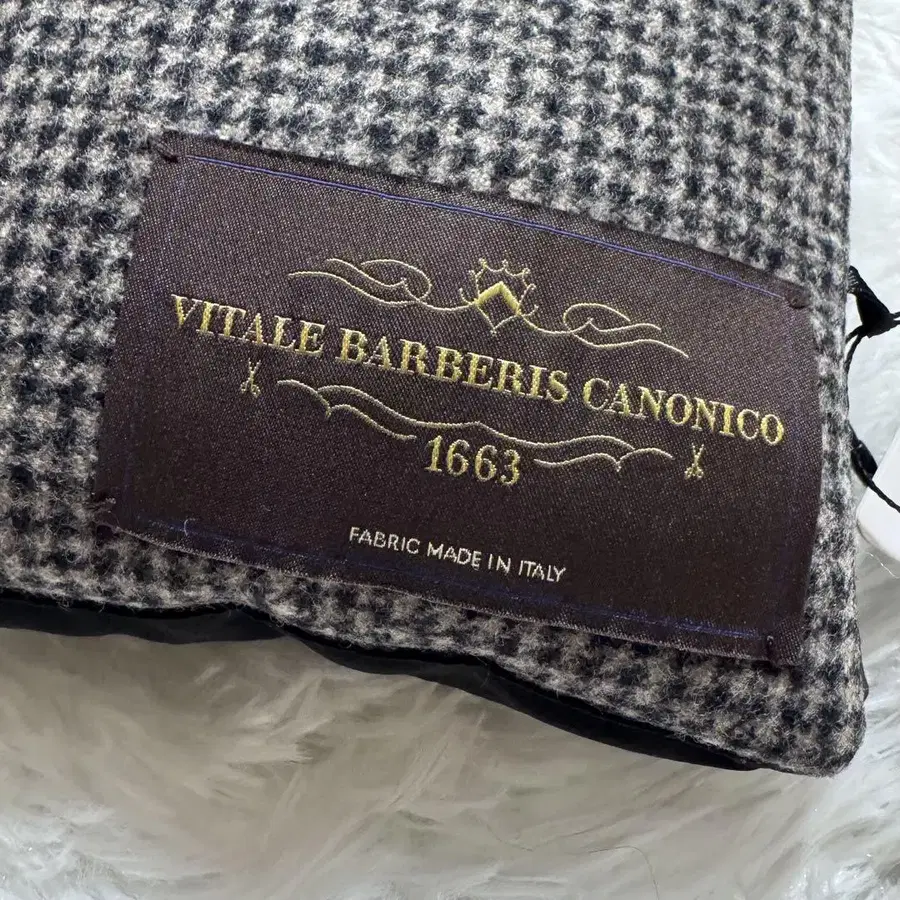 VITALE BARBERIS CANONICO
1663
FABRIC MADE IN ITALY